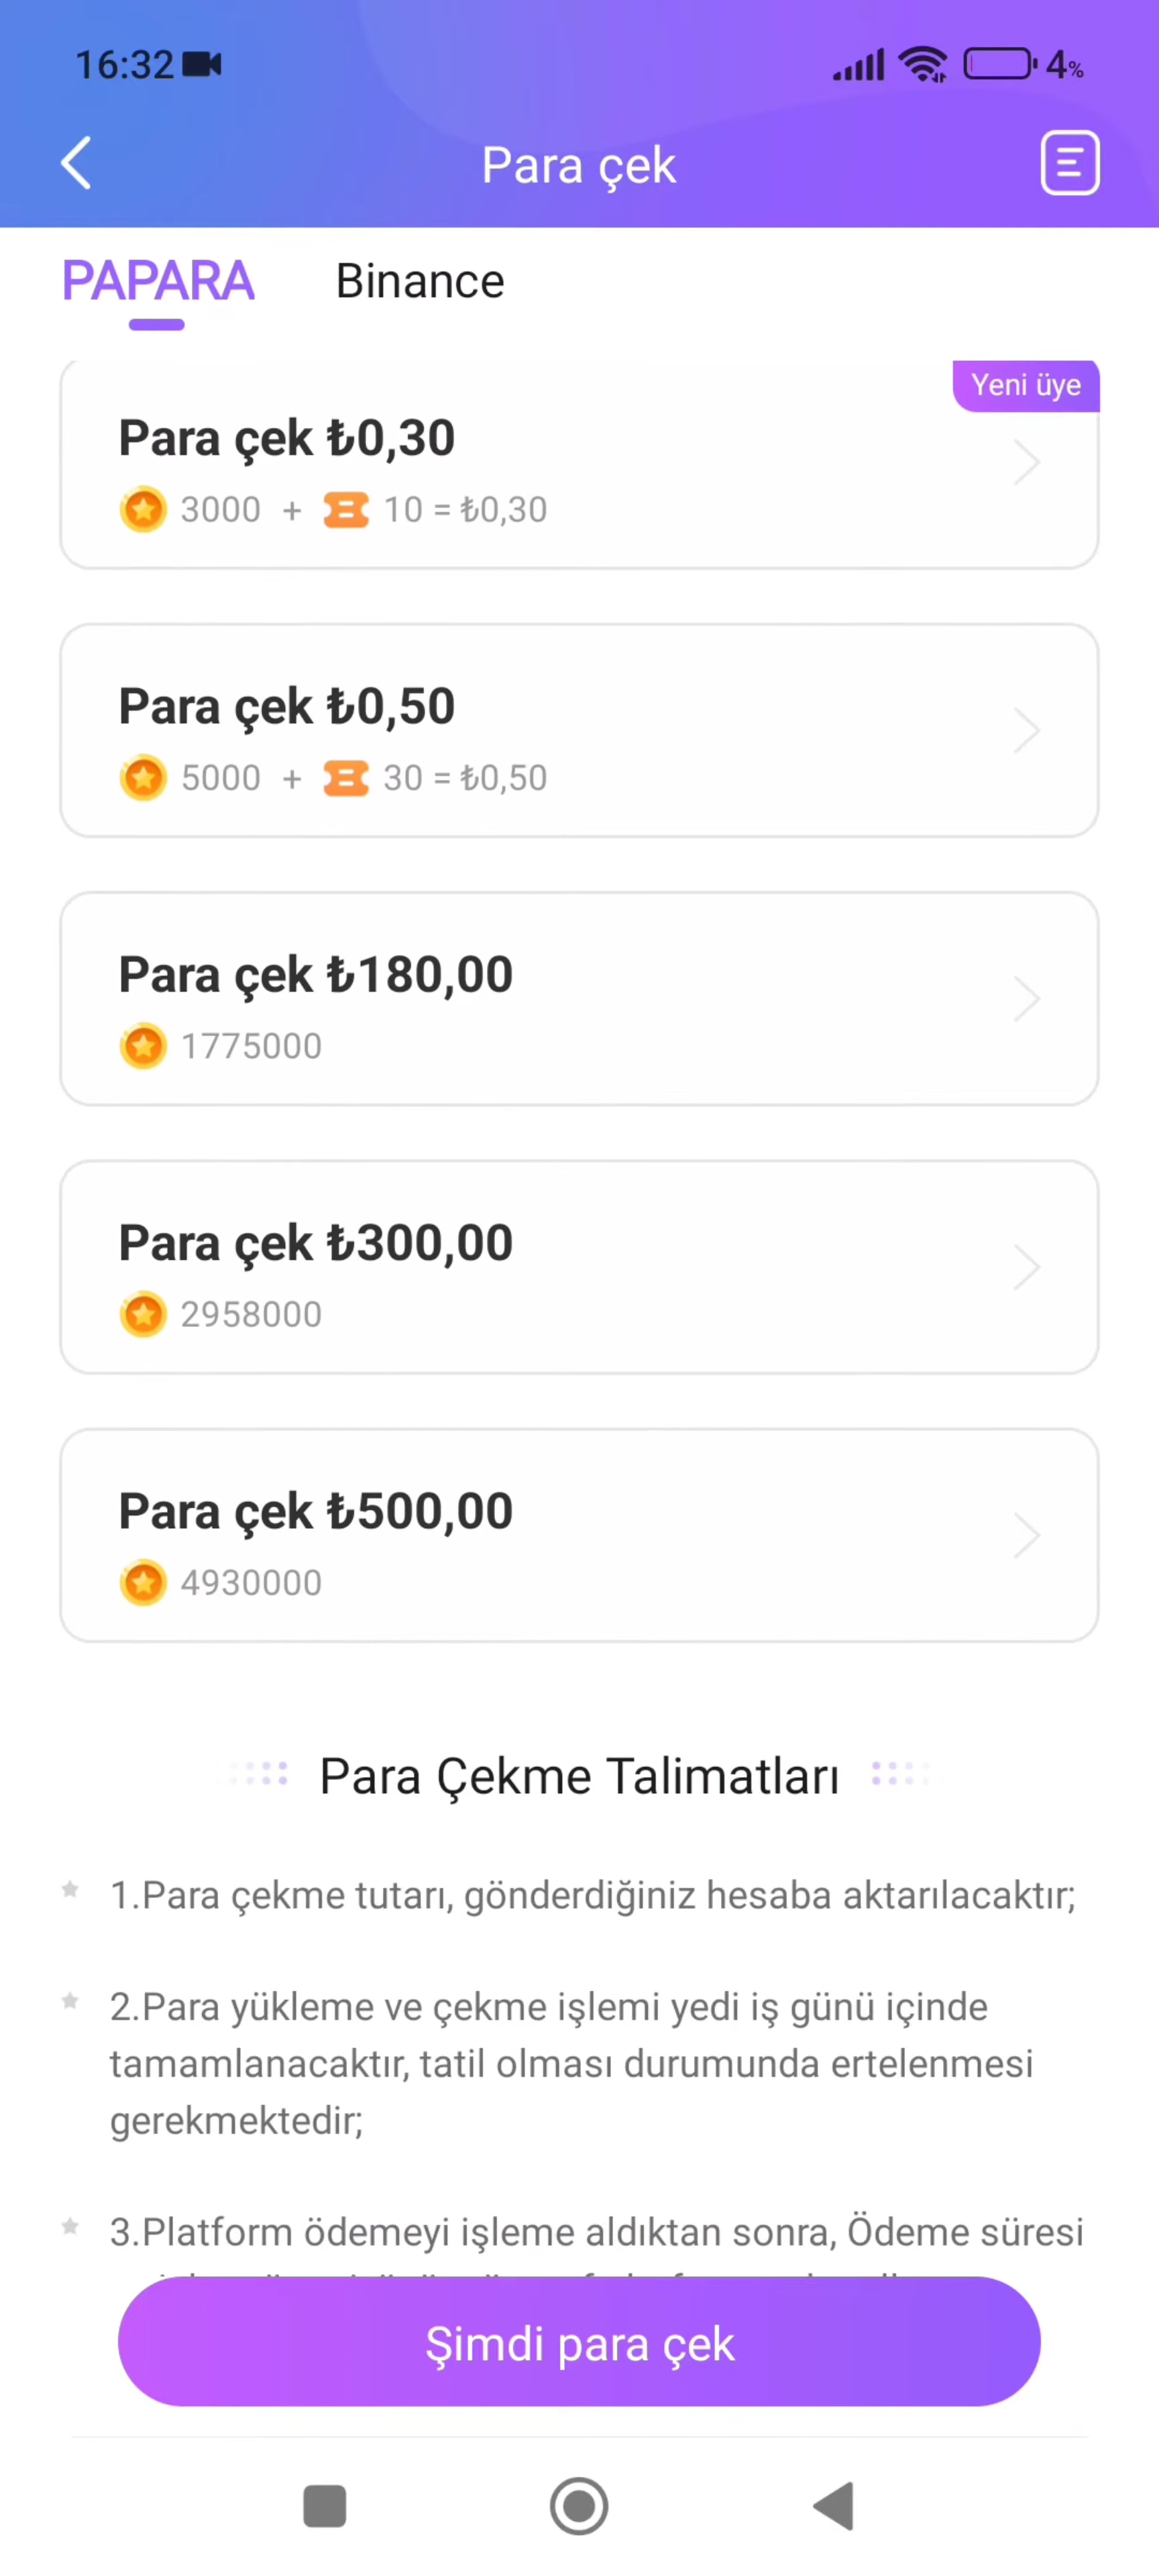 16:32
4%
Para çek
PAPARA Binance
Yeni üye
Para çek ₺0,30
3000 + 10 = ₺0,30
Para çek ₺0,50
5000 + 30 = ₺0,50
Para çek ₺180,00
1775000
Para çek ₺300,00
2958000
Para çek ₺500,00
4930000
Para Çekme Talimatları
1.Para çekme tutarı, gönderdiğiniz hesaba aktarılacaktır;
2.Para yükleme ve çekme işlemi yedi iş günü içinde
tamamlanacaktır, tatil olması durumunda ertelenmesi
gerekmektedir;
3.Platform ödemeyi işleme aldıktan sonra, Ödeme süresi
Şimdi para çek